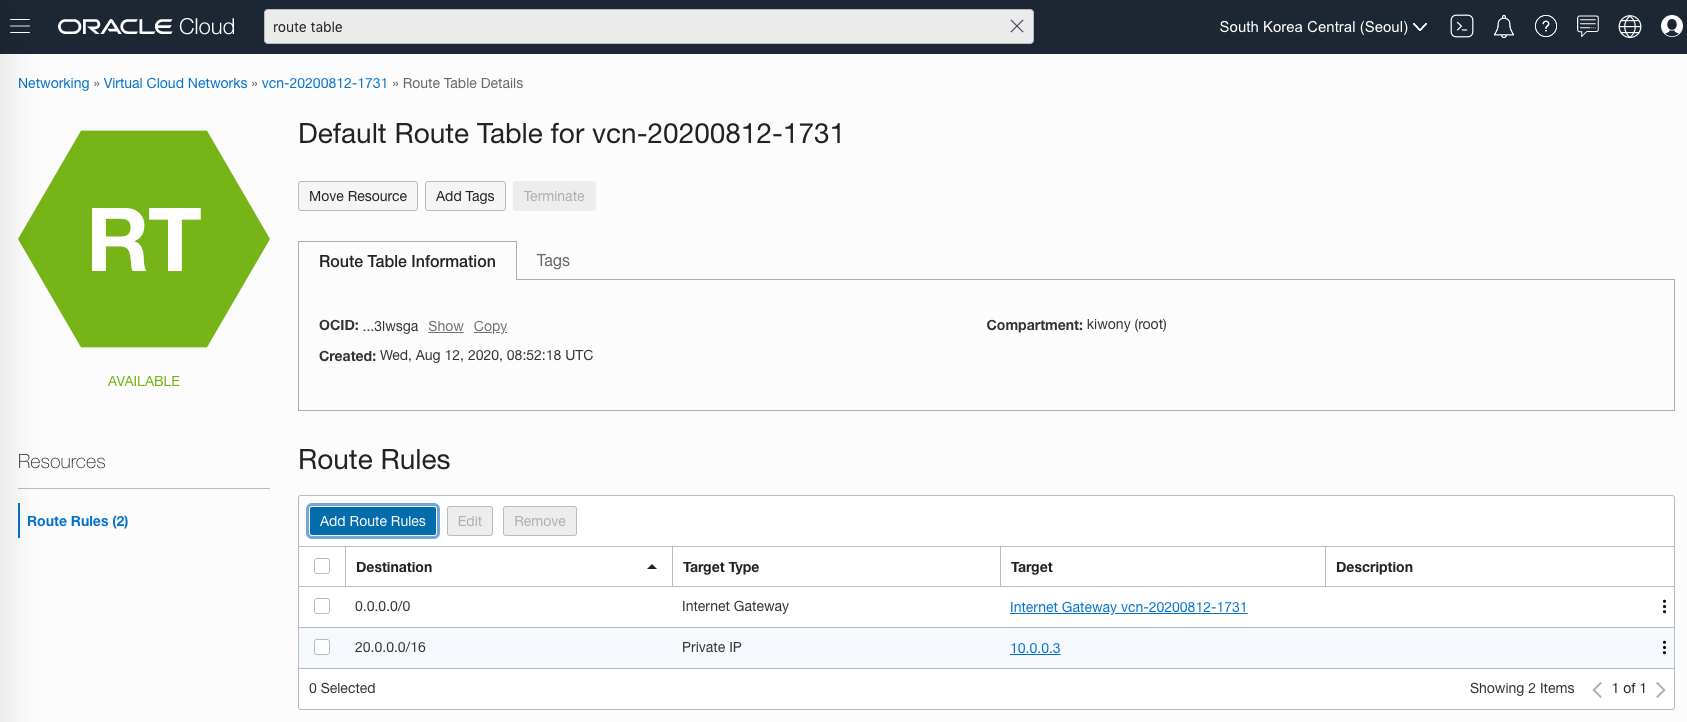 ORACLE Cloud
route table
South Korea Central (Seoul)
Networking » Virtual Cloud Networks » vcn-20200812-1731 » Route Table Details
RT
AVAILABLE
Default Route Table for vcn-20200812-1731
Move Resource Add Tags Terminate
Route Table Information Tags
OCID: ...3lwsga Show Copy
Compartment: kiwony (root)
Created: Wed, Aug 12, 2020, 08:52:18 UTC
Resources
Route Rules (2)
Route Rules
Add Route Rules Edit Remove
Destination Target Type Target Description
0.0.0.0/0 Internet Gateway Internet Gateway vcn-20200812-1731
20.0.0.0/16 Private IP 10.0.0.3
0 Selected Showing 2 Items 1 of 1